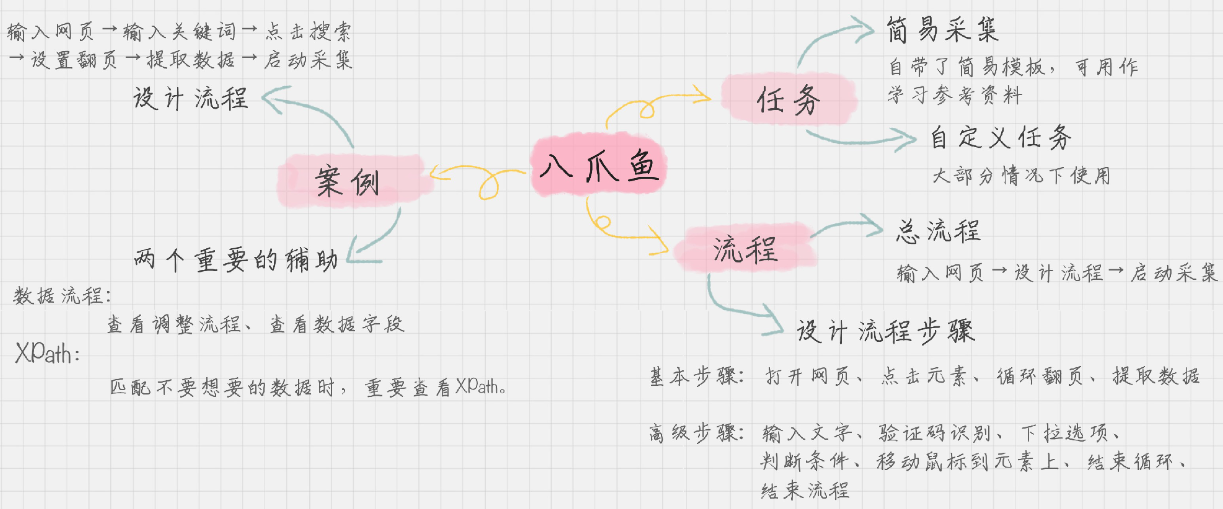 八爪鱼
任务
简易采集
自带了简易模板，可用作
学习参考资料
自定义任务
大部分情况下使用
流程
总流程
输入网页→设计流程→启动采集
设计流程步骤
基本步骤：打开网页、点击元素、循环翻页、提取数据
高级步骤：输入文字、验证码识别、下拉选项、
判断条件、移动鼠标到元素上、结束循环、
结束流程
案例
设计流程
输入网页→输入关键词→点击搜索
→设置翻页→提取数据→启动采集
两个重要的辅助
数据流程：
查看调整流程、查看数据字段
XPath：
匹配不要想要的数据时，重要查看XPath。